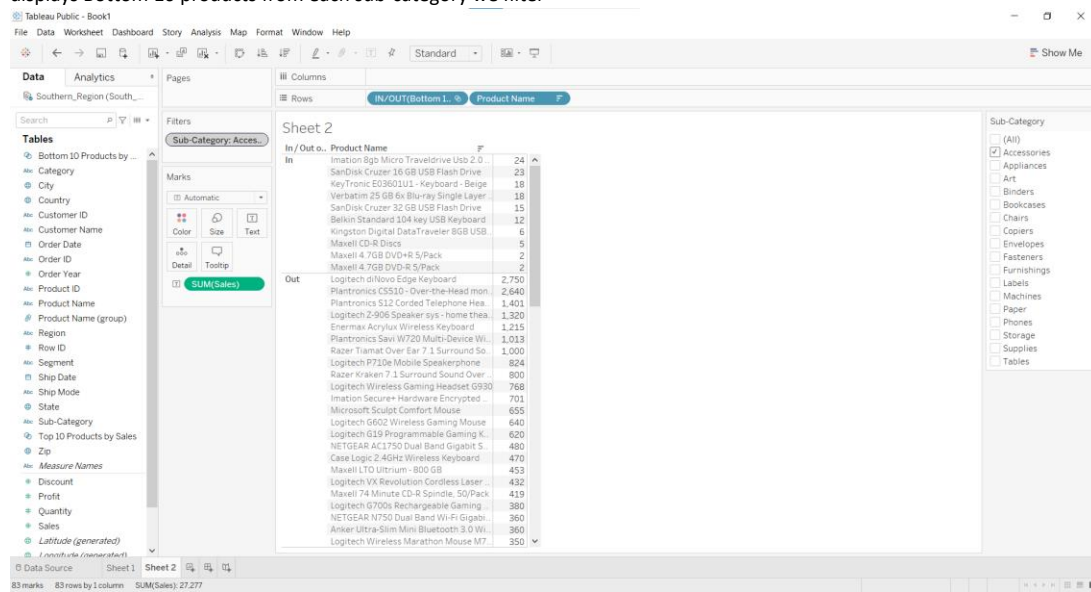 displays Bottom 10 products from each sub-category we filter
Tableau Public - Book1
File Data Worksheet Dashboard Story Analysis Map Format Window Help
Standard
Show Me
Data Analytics
Southern_Region (South_...
Search
Tables
Bottom 10 Products by ...
Category
City
Country
Customer ID
Customer Name
Order Date
Order ID
Order Year
Product ID
Product Name
Product Name (group)
Region
Row ID
Segment
Ship Date
Ship Mode
State
Sub-Category
Top 10 Products by Sales
Zip
Measure Names
Discount
Profit
Quantity
Sales
Latitude (generated)
Longitude (generated)
Pages
Filters
Sub-Category: Acces..
Marks
Automatic
Color Size Text
Detail Tooltip
SUM(Sales)
Columns
Rows IN/OUT(Bottom 1.. Product Name
Sheet 2
In / Out o.. Product Name
In Imation 8gb Micro Traveldrive Usb 2.0 .. 24
SanDisk Cruzer 16 GB USB Flash Drive 23
KeyTronic E03601U1 - Keyboard - Beige 18
Verbatim 25 GB 6x Blu-ray Single Layer .. 18
SanDisk Cruzer 32 GB USB Flash Drive 15
Belkin Standard 104 key USB Keyboard 12
Kingston Digital DataTraveler 8GB USB.. 6
Maxell CD-R Discs 5
Maxell 4.7GB DVD+R 5/Pack 2
Maxell 4.7GB DVD-R 5/Pack 2
Out Logitech diNovo Edge Keyboard 2,750
Plantronics CS510 - Over-the-Head mon.. 2,640
Plantronics S12 Corded Telephone Hea.. 1,401
Logitech Z-906 Speaker sys - home thea.. 1,320
Enermax Acrylux Wireless Keyboard 1,215
Plantronics Savi W720 Multi-Device Wi.. 1,013
Razer Tiamat Over Ear 7.1 Surround So.. 1,000
Logitech P710e Mobile Speakerphone 824
Razer Kraken 7.1 Surround Sound Over .. 800
Logitech Wireless Gaming Headset G930 768
Imation Secure+ Hardware Encrypted .. 701
Microsoft Sculpt Comfort Mouse 655
Logitech G602 Wireless Gaming Mouse 640
Logitech G19 Programmable Gaming K.. 620
NETGEAR AC1750 Dual Band Gigabit S.. 480
Case Logic 2.4GHz Wireless Keyboard 470
Maxell LTO Ultrium - 800 GB 453
Logitech VX Revolution Cordless Laser .. 432
Maxell 74 Minute CD-R Spindle, 50/Pack 419
Logitech G700s Rechargeable Gaming .. 380
NETGEAR N750 Dual Band Wi-Fi Gigabi.. 360
Anker Ultra-Slim Mini Bluetooth 3.0 Wi.. 360
Logitech Wireless Marathon Mouse M7.. 350
Sub-Category
(All)
Accessories
Appliances
Art
Binders
Bookcases
Chairs
Copiers
Envelopes
Fasteners
Furnishings
Labels
Machines
Paper
Phones
Storage
Supplies
Tables
Data Source Sheet 1 Sheet 2
83 marks 83 rows by 1 column SUM(Sales): 27,277